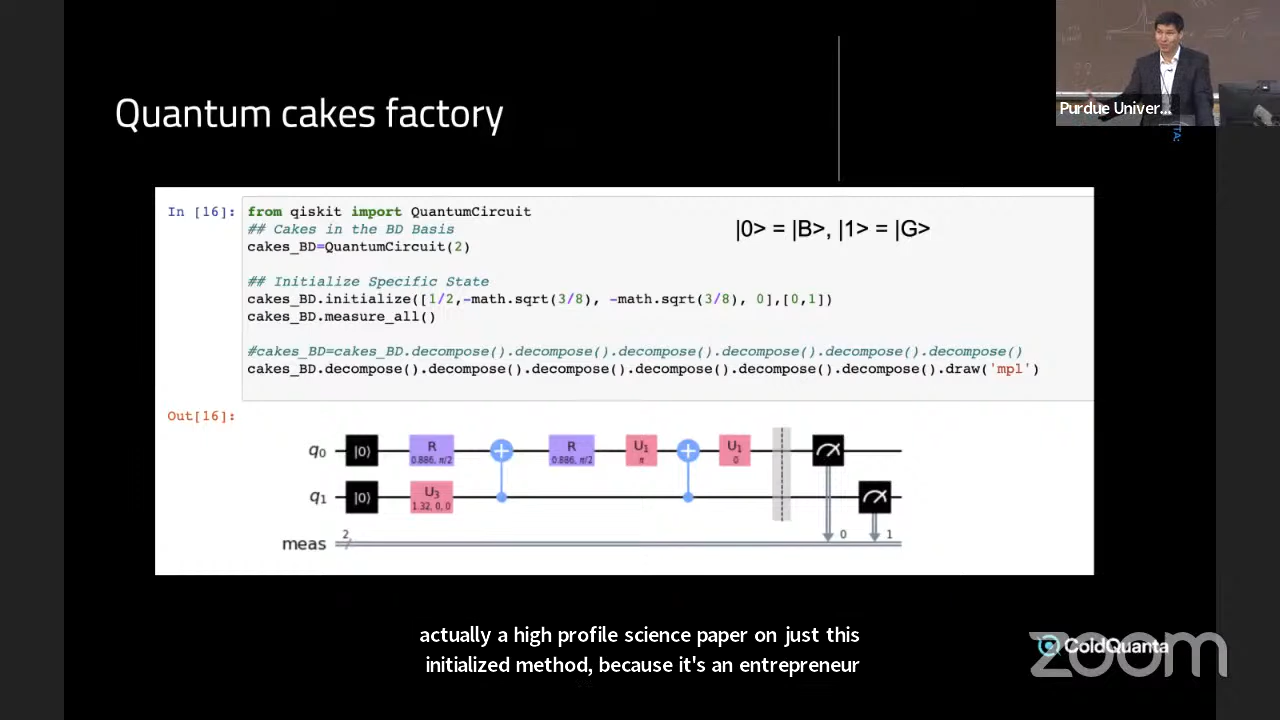 Quantum cakes factory
Purdue Univer...
TA:
In [16]:
from qiskit import QuantumCircuit
## Cakes in the BD Basis
cakes_BD=QuantumCircuit(2)
|0> = |B>, |1> = |G>
## Initialize Specific State
cakes_BD.initialize([1/2,-math.sqrt(3/8), -math.sqrt(3/8), 0],[0,1])
cakes_BD.measure_all()
#cakes_BD=cakes_BD.decompose().decompose().decompose().decompose().decompose().decompose()
cakes_BD.decompose().decompose().decompose().decompose().decompose().decompose().draw('mpl')
Out[16]:
q0 |0⟩ R 0.886, π/2 R 0.886, π/2 U1 π U1 0
q1 |0⟩ U3 1.32, 0, 0
meas 2 0 1
actually a high profile science paper on just this
initialized method, because it's an entrepreneur
ColdQuanta
zoom